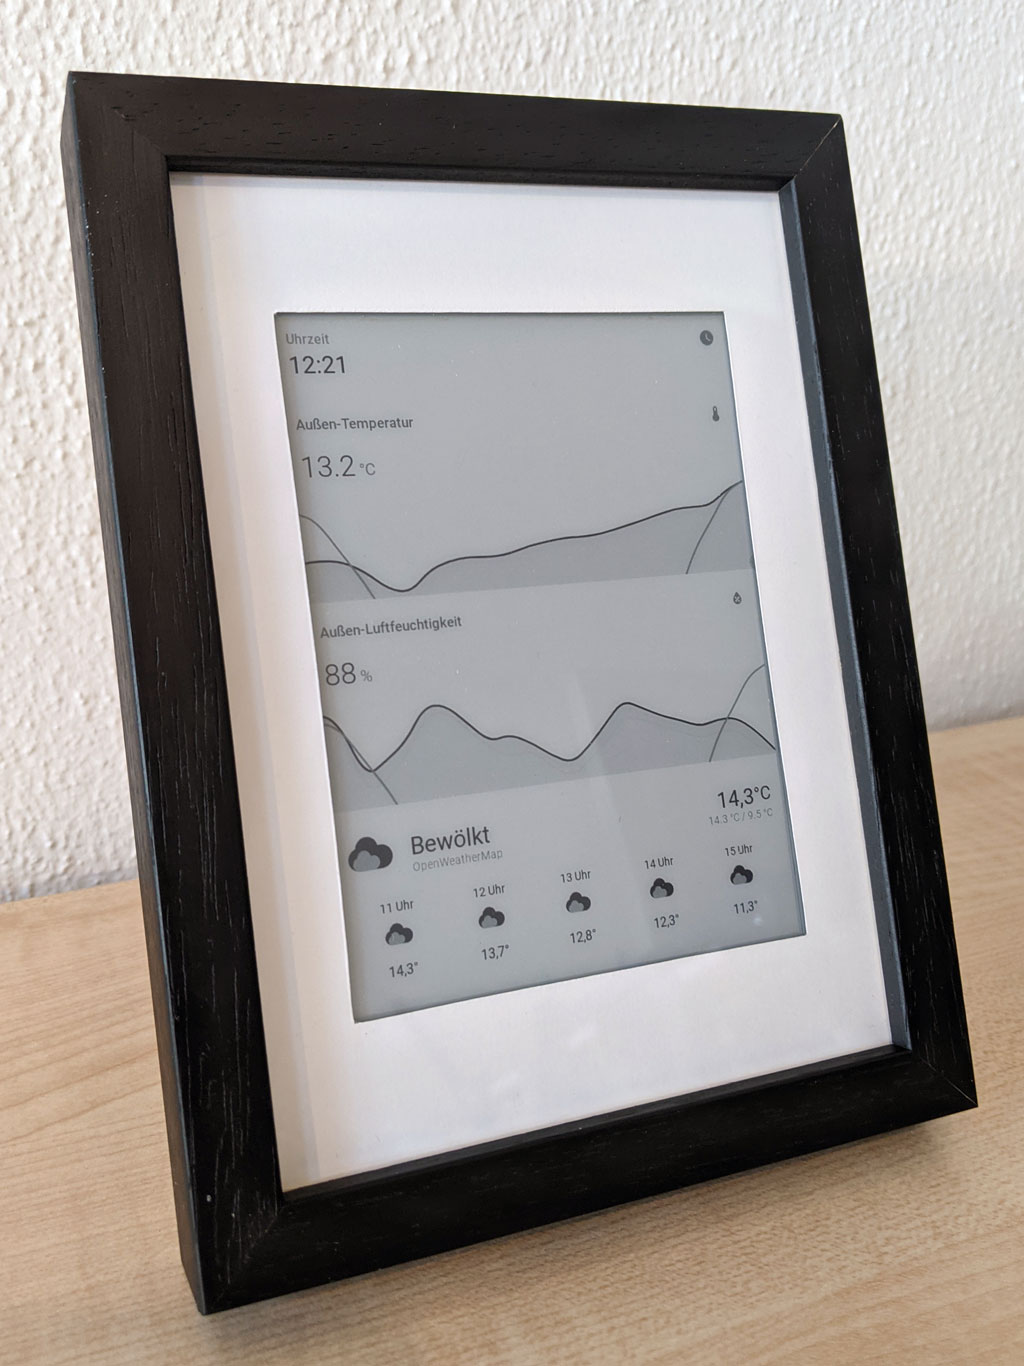 Uhrzeit
12:21
Außen-Temperatur
13.2 °C
Außen-Luftfeuchtigkeit
88 %
Bewölkt
OpenWeatherMap
14,3°C
14.3 °C / 9.5 °C
11 Uhr 12 Uhr 13 Uhr 14 Uhr 15 Uhr
14,3° 13,7° 12,8° 12,3° 11,3°